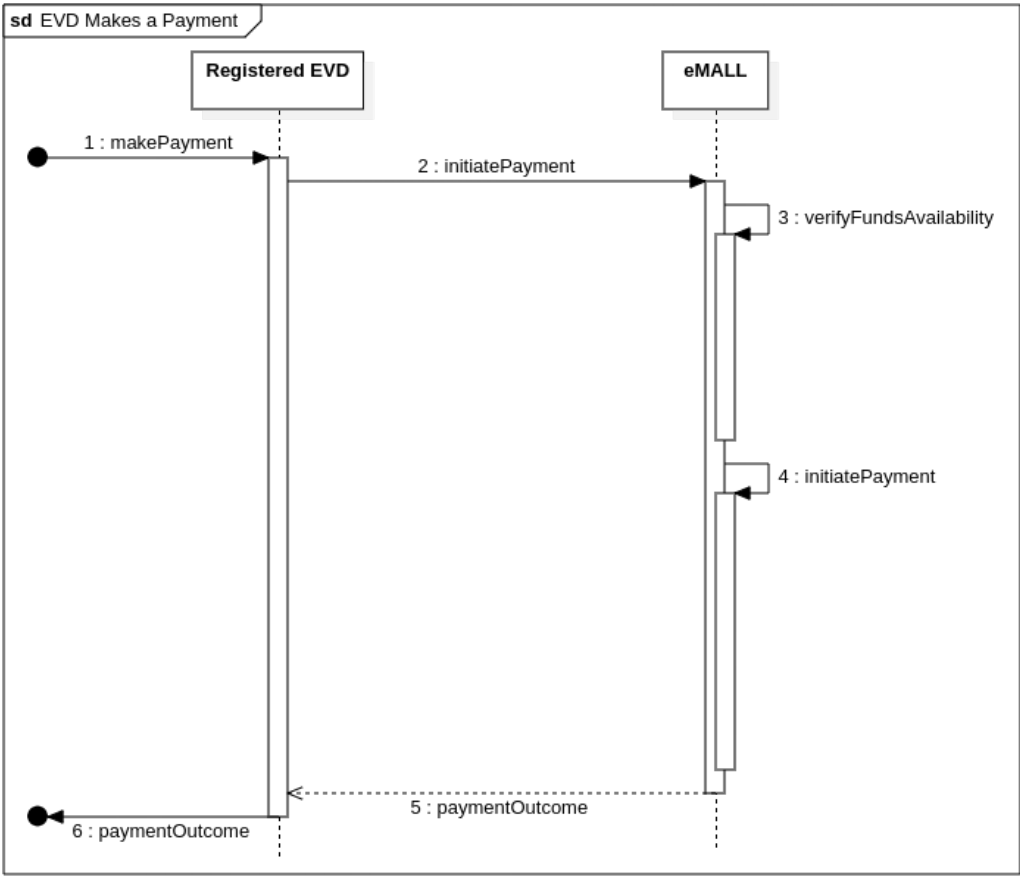 sd EVD Makes a Payment
Registered EVD
eMALL
1 : makePayment
2 : initiatePayment
3 : verifyFundsAvailability
4 : initiatePayment
5 : paymentOutcome
6 : paymentOutcome